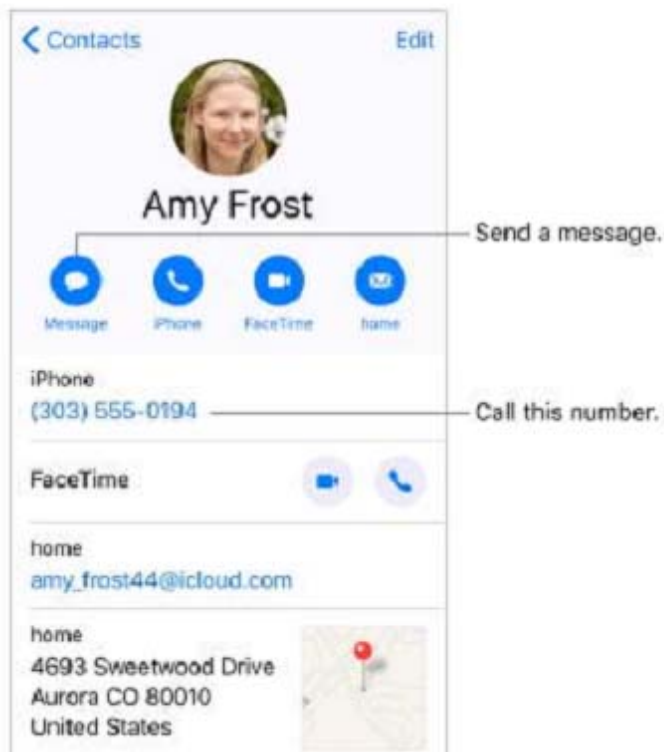 Contacts
Edit
Amy Frost
Send a message.
Message
iPhone
FaceTime
home
iPhone
(303) 555-0194
Call this number.
FaceTime
home
amy_frost44@icloud.com
home
4693 Sweetwood Drive
Aurora CO 80010
United States